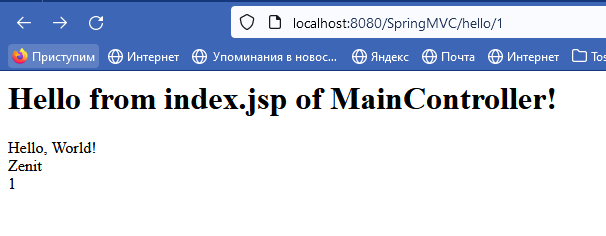 localhost:8080/SpringMVC/hello/1
Приступим Интернет Упоминания в новос... Яндекс Почта Интернет Tos
Hello from index.jsp of MainController!
Hello, World!
Zenit
1